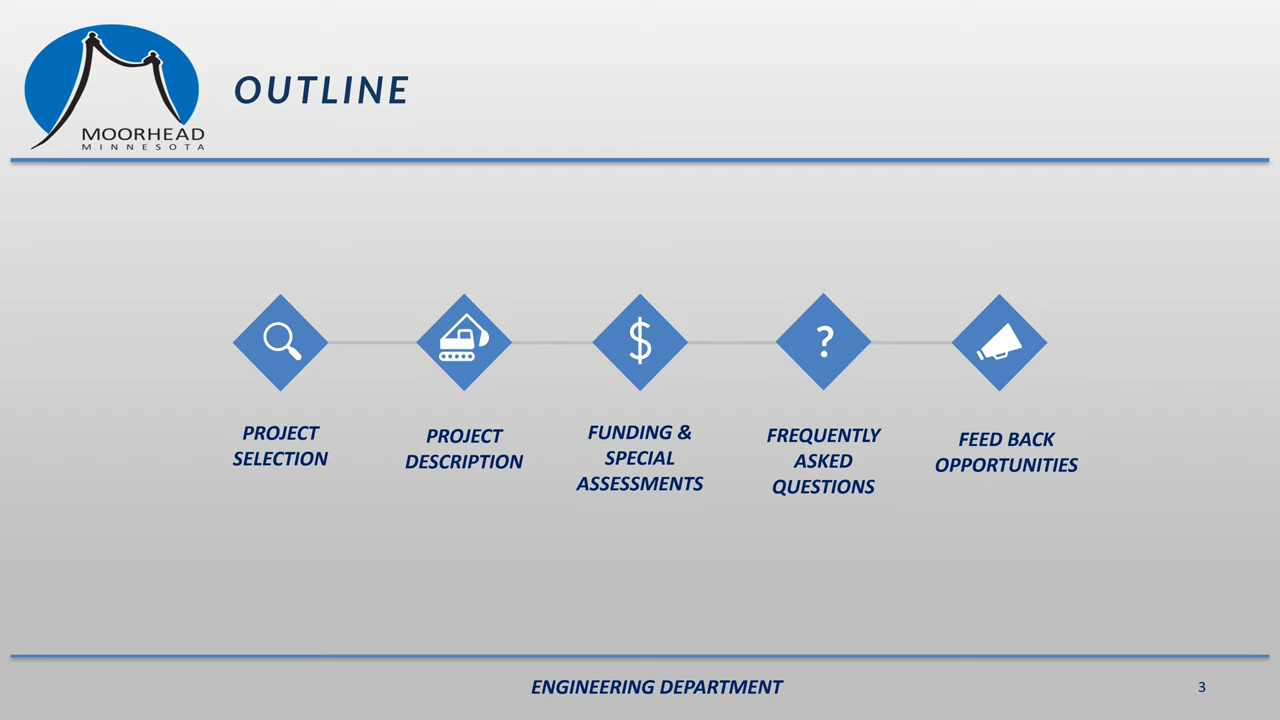 MOORHEAD
MINNESOTA
OUTLINE
$
?
PROJECT
SELECTION
PROJECT
DESCRIPTION
FUNDING &
SPECIAL
ASSESSMENTS
FREQUENTLY
ASKED
QUESTIONS
FEED BACK
OPPORTUNITIES
ENGINEERING DEPARTMENT
3